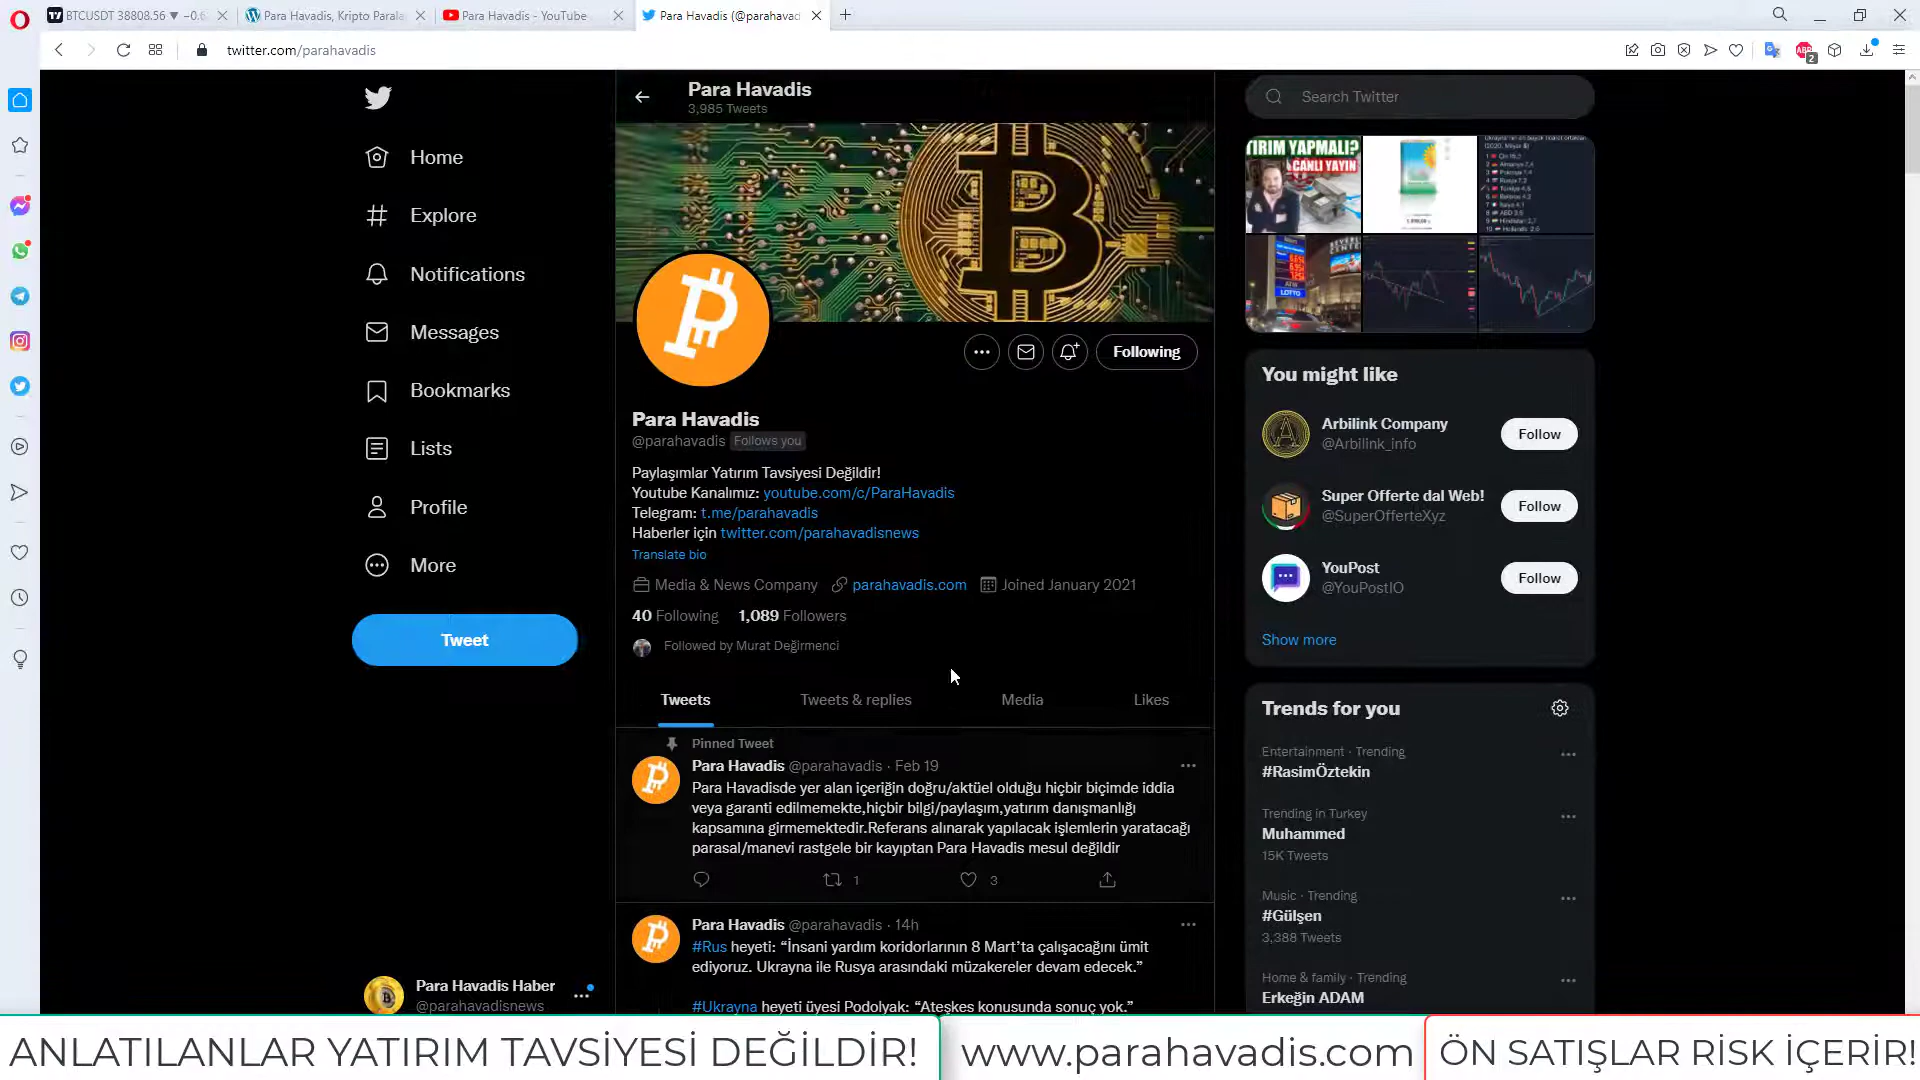 BTCUSDT 38808.56 ▼ −0.6
Para Havadis, Kripto Parala
Para Havadis - YouTube
Para Havadis (@parahavad
twitter.com/parahavadis
ABP
2
Para Havadis
3,985 Tweets
Search Twitter
Home
Explore
Notifications
Messages
Bookmarks
Lists
Profile
More
Tweet
TIRIM YAPMALI?
CANLI YAYIN
LOTTO
Following
Para Havadis
@parahavadis Follows you
Paylaşımlar Yatırım Tavsiyesi Değildir!
Youtube Kanalımız: youtube.com/c/ParaHavadis
Telegram: t.me/parahavadis
Haberler için twitter.com/parahavadisnews
Translate bio
Media & News Company parahavadis.com Joined January 2021
40 Following 1,089 Followers
Followed by Murat Değirmenci
Tweets Tweets & replies Media Likes
Pinned Tweet
Para Havadis @parahavadis · Feb 19
Para Havadisde yer alan içeriğin doğru/aktüel olduğu hiçbir biçimde iddia
veya garanti edilmemekte,hiçbir bilgi/paylaşım,yatırım danışmanlığı
kapsamına girmemektedir.Referans alınarak yapılacak işlemlerin yaratacağı
parasal/manevi rastgele bir kayıptan Para Havadis mesul değildir
1 3
Para Havadis @parahavadis · 14h
#Rus heyeti: “İnsani yardım koridorlarının 8 Mart’ta çalışacağını ümit
ediyoruz. Ukrayna ile Rusya arasındaki müzakereler devam edecek.”
#Ukrayna heyeti üyesi Podolyak: “Ateşkes konusunda sonuç yok.”
You might like
Arbilink Company
@Arbilink_info
Follow
Super Offerte dal Web!
@SuperOfferteXyz
Follow
YouPost
@YouPostIO
Follow
Show more
Trends for you
Entertainment · Trending
#RasimÖztekin
Trending in Turkey
Muhammed
15K Tweets
Music · Trending
#Gülşen
3,388 Tweets
Home & family · Trending
Erkeğin ADAM
Para Havadis Haber
@parahavadisnews
ANLATILANLAR YATIRIM TAVSİYESİ DEĞİLDİR!
www.parahavadis.com
ÖN SATIŞLAR RİSK İÇERİR!